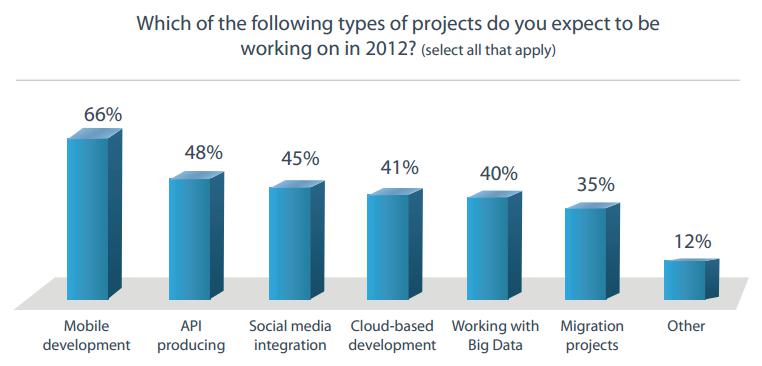 Which of the following types of projects do you expect to be
working on in 2012? (select all that apply)
66%
48%
45%
41%
40%
35%
12%
Mobile
development
API
producing
Social media
integration
Cloud-based
development
Working with
Big Data
Migration
projects
Other